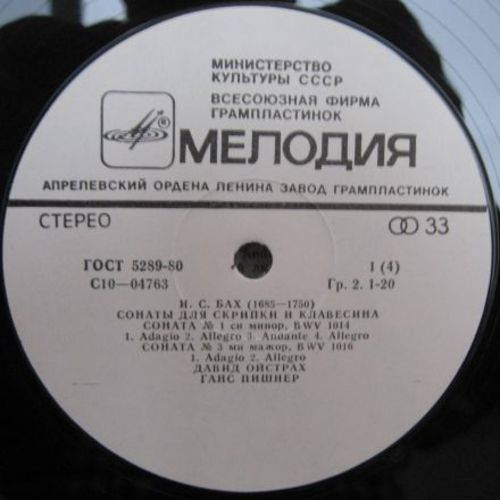 МИНИСТЕРСТВО
КУЛЬТУРЫ СССР
ВСЕСОЮЗНАЯ ФИРМА
ГРАМПЛАСТИНОК
МЕЛОДИЯ
АПРЕЛЕВСКИЙ ОРДЕНА ЛЕНИНА ЗАВОД ГРАМПЛАСТИНОК
СТЕРЕО 33
ГОСТ 5289-80 1 (4)
С10—04763 Гр. 2. 1-20
И. С. БАХ (1685—1750)
СОНАТЫ ДЛЯ СКРИПКИ И КЛАВЕСИНА
СОНАТА № 1 си минор, BWV 1014
1. Adagio 2. Allegro 3. Andante 4. Allegro
СОНАТА № 3 ми мажор, BWV 1016
1. Adagio 2. Allegro
ДАВИД ОЙСТРАХ
ГАНС ПИШНЕР